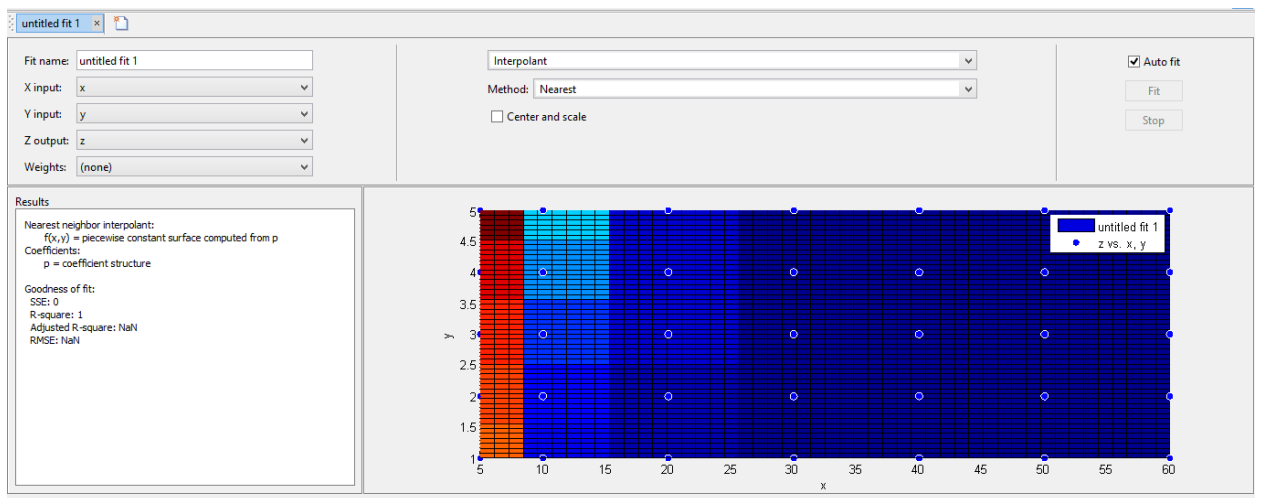 untitled fit 1
Fit name: untitled fit 1
X input: x
Y input: y
Z output: z
Weights: (none)
Interpolant
Method: Nearest
Center and scale
Auto fit
Fit
Stop
Results
Nearest neighbor interpolant:
f(x,y) = piecewise constant surface computed from p
Coefficients:
p = coefficient structure
Goodness of fit:
SSE: 0
R-square: 1
Adjusted R-square: NaN
RMSE: NaN
5
4.5
4
3.5
3
2.5
2
1.5
1
y
5 10 15 20 25 30 35 40 45 50 55 60
x
untitled fit 1
z vs. x, y